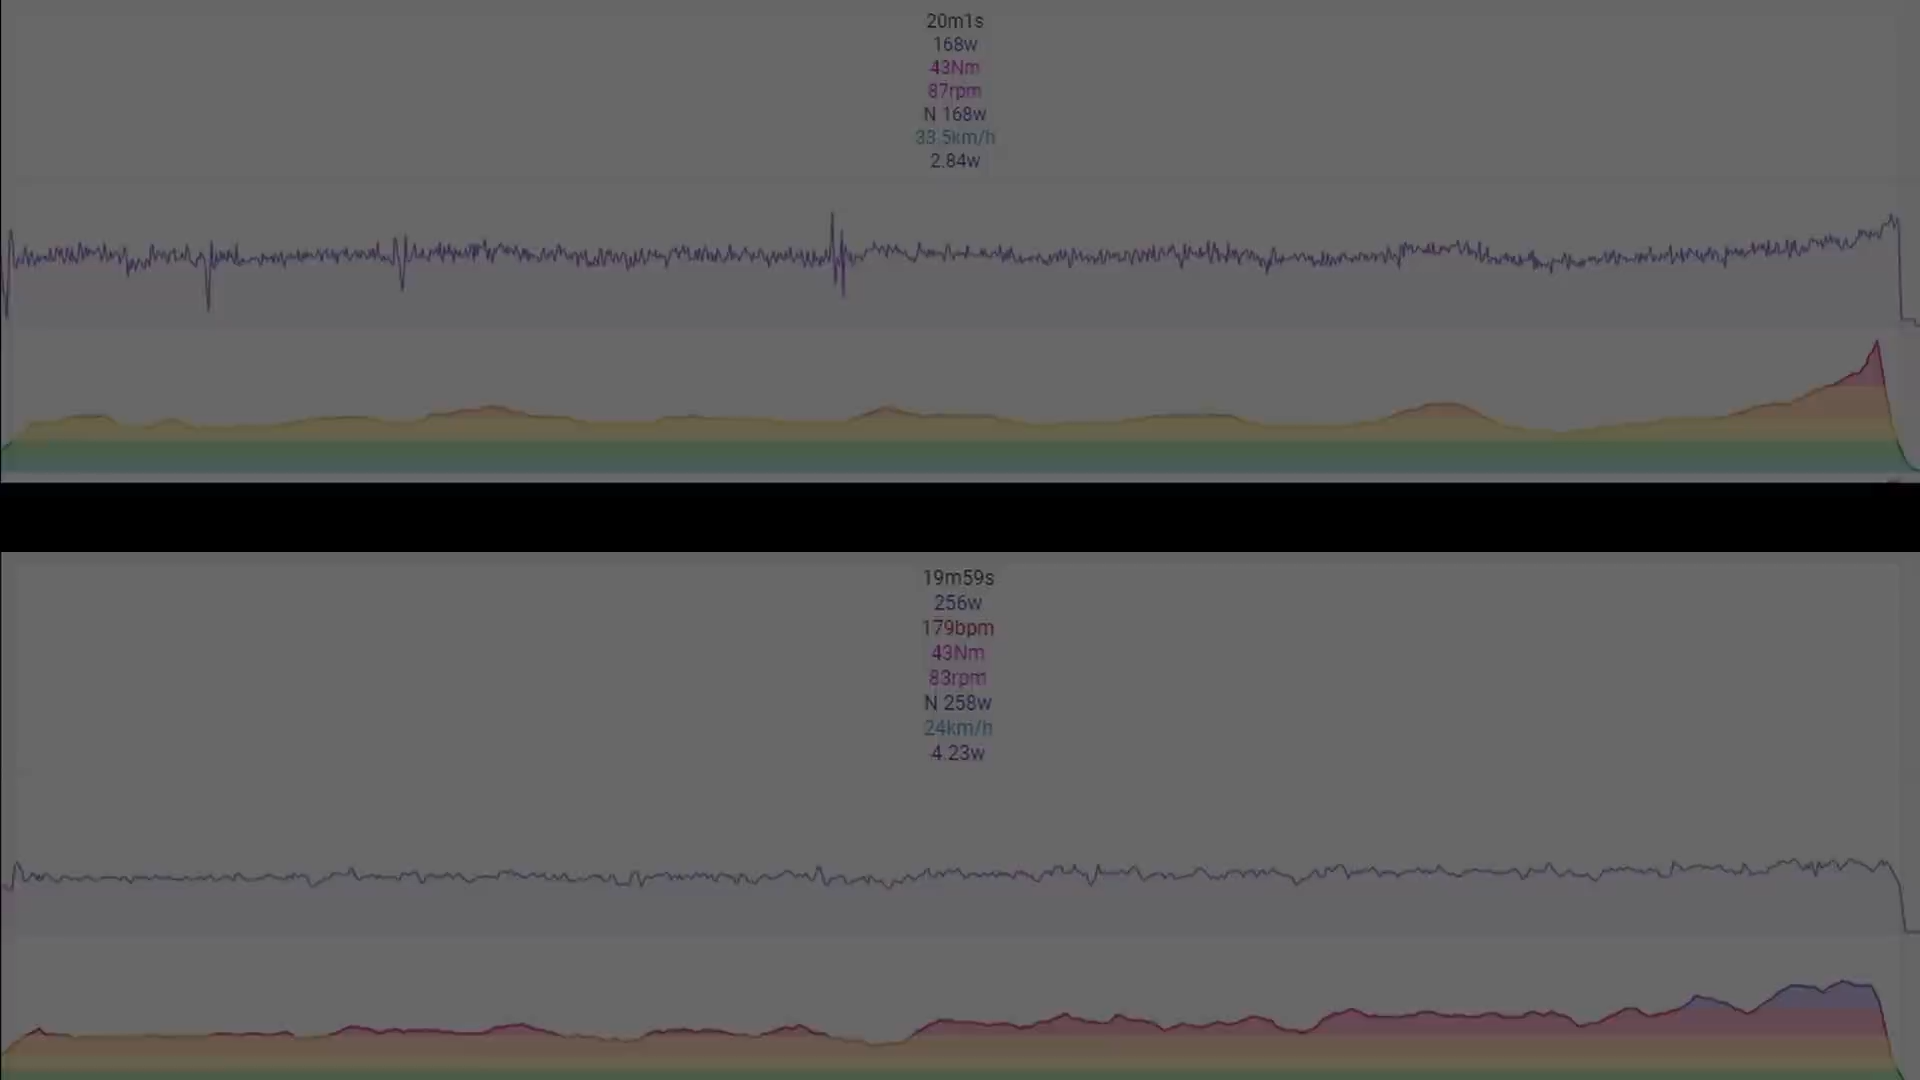 20m1s
168w
43Nm
87rpm
N 168w
33.5km/h
2.84w
19m59s
256w
179bpm
43Nm
83rpm
N 258w
24km/h
4.23w